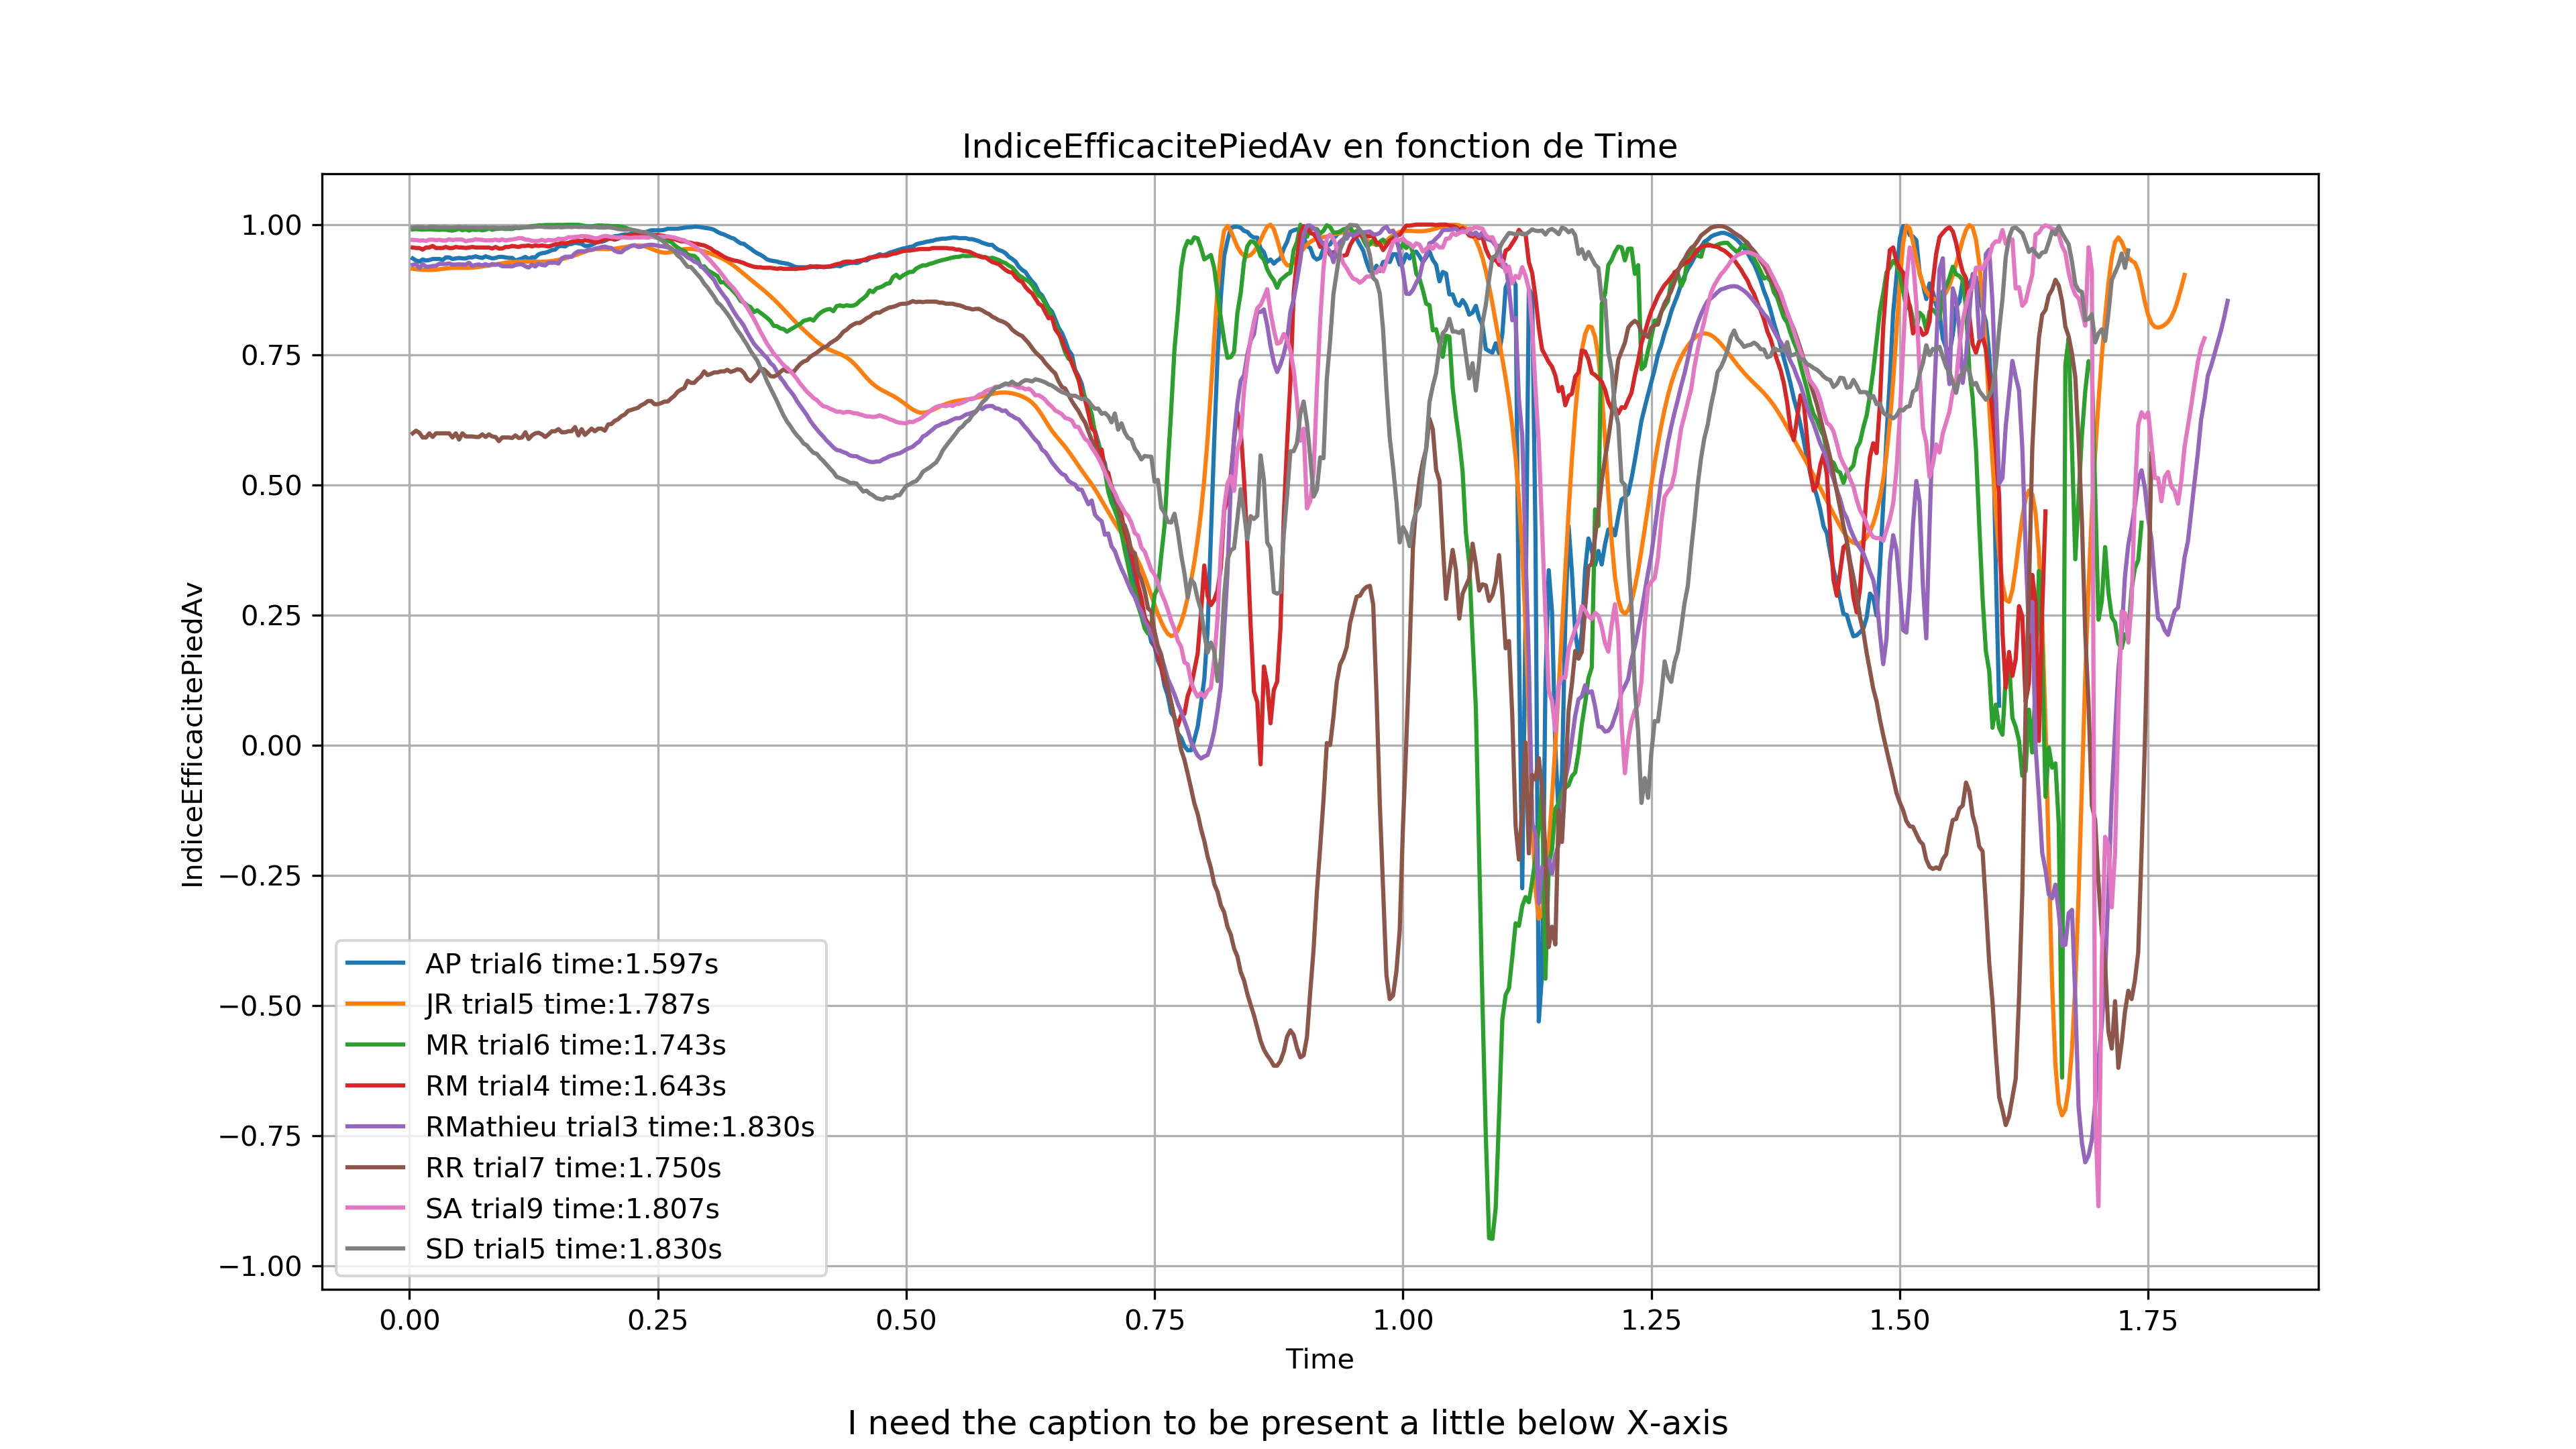 IndiceEfficacitePiedAv en fonction de Time
IndiceEfficacitePiedAv
1.00
0.75
0.50
0.25
0.00
−0.25
−0.50
−0.75
−1.00
AP trial6 time:1.597s
JR trial5 time:1.787s
MR trial6 time:1.743s
RM trial4 time:1.643s
RMathieu trial3 time:1.830s
RR trial7 time:1.750s
SA trial9 time:1.807s
SD trial5 time:1.830s
0.00 0.25 0.50 0.75 1.00 1.25 1.50 1.75
Time
I need the caption to be present a little below X-axis